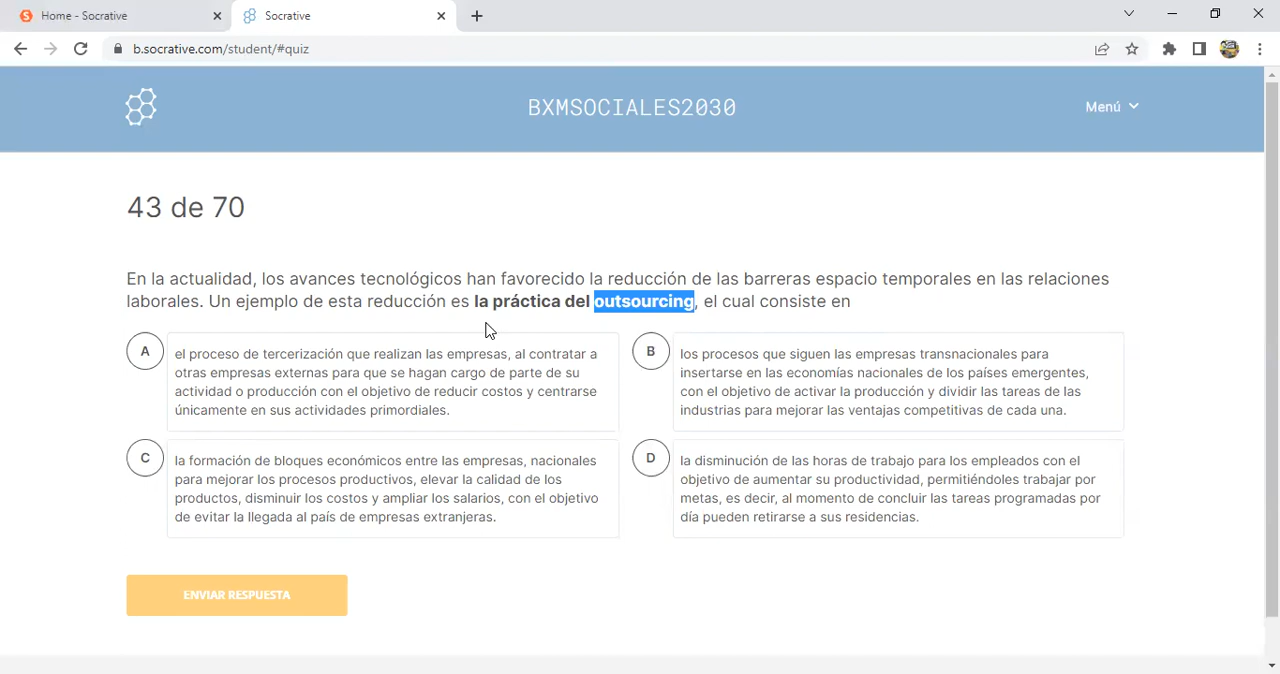 Home - Socrative
Socrative
b.socrative.com/student/#quiz
BXMSOCIALES2030
Menú
43 de 70
En la actualidad, los avances tecnológicos han favorecido la reducción de las barreras espacio temporales en las relaciones
laborales. Un ejemplo de esta reducción es la práctica del outsourcing, el cual consiste en
A
el proceso de tercerización que realizan las empresas, al contratar a
otras empresas externas para que se hagan cargo de parte de su
actividad o producción con el objetivo de reducir costos y centrarse
únicamente en sus actividades primordiales.
B
los procesos que siguen las empresas transnacionales para
insertarse en las economías nacionales de los países emergentes,
con el objetivo de activar la producción y dividir las tareas de las
industrias para mejorar las ventajas competitivas de cada una.
C
la formación de bloques económicos entre las empresas, nacionales
para mejorar los procesos productivos, elevar la calidad de los
productos, disminuir los costos y ampliar los salarios, con el objetivo
de evitar la llegada al país de empresas extranjeras.
D
la disminución de las horas de trabajo para los empleados con el
objetivo de aumentar su productividad, permitiéndoles trabajar por
metas, es decir, al momento de concluir las tareas programadas por
día pueden retirarse a sus residencias.
ENVIAR RESPUESTA